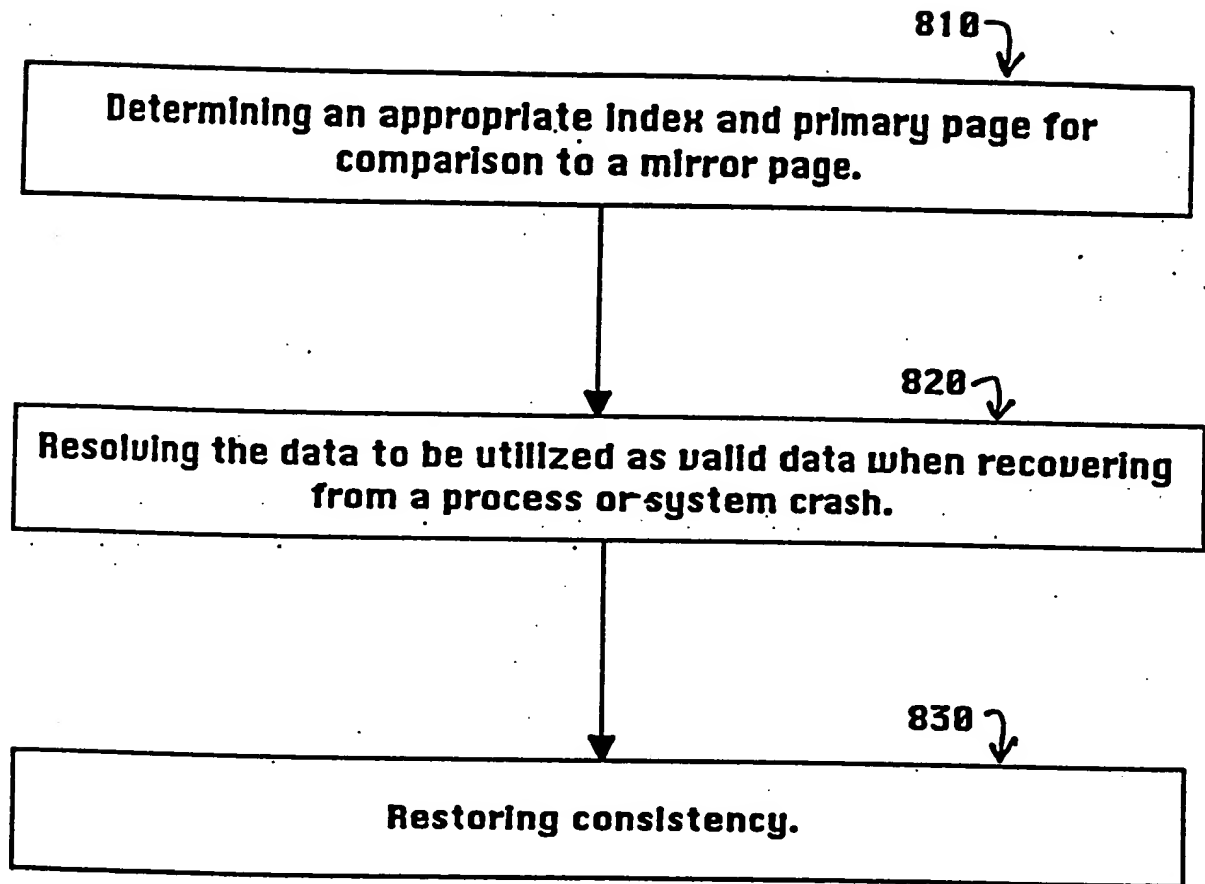 810
Determining an appropriate index and primary page for
comparison to a mirror page.
820
Resolving the data to be utilized as valid data when recovering
from a process or system crash.
830
Restoring consistency.